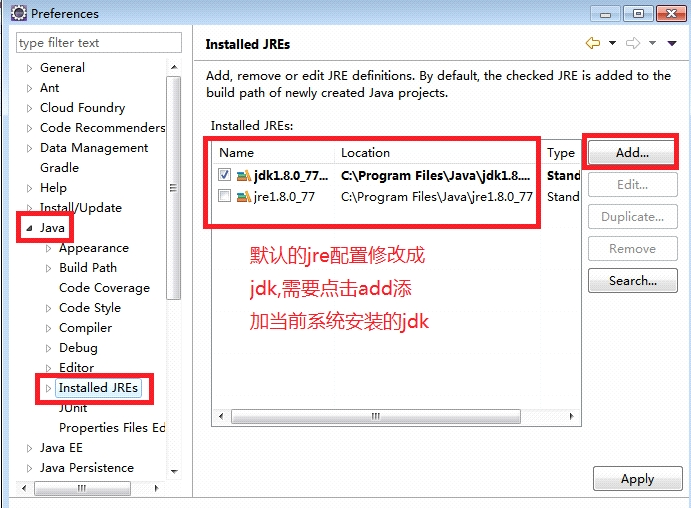 Preferences
type filter text
General
Ant
Cloud Foundry
Code Recommenders
Data Management
Gradle
Help
Install/Update
Java
Appearance
Build Path
Code Coverage
Code Style
Compiler
Debug
Editor
Installed JREs
JUnit
Properties Files Ed
Java EE
Java Persistence
Installed JREs
Add, remove or edit JRE definitions. By default, the checked JRE is added to the
build path of newly created Java projects.
Installed JREs:
Name Location Type
jdk1.8.0_77... C:\Program Files\Java\jdk1.8.... Stand
jre1.8.0_77 C:\Program Files\Java\jre1.8.0_77 Stand
默认的jre配置修改成
jdk,需要点击add添
加当前系统安装的jdk
Add...
Edit...
Duplicate...
Remove
Search...
Apply